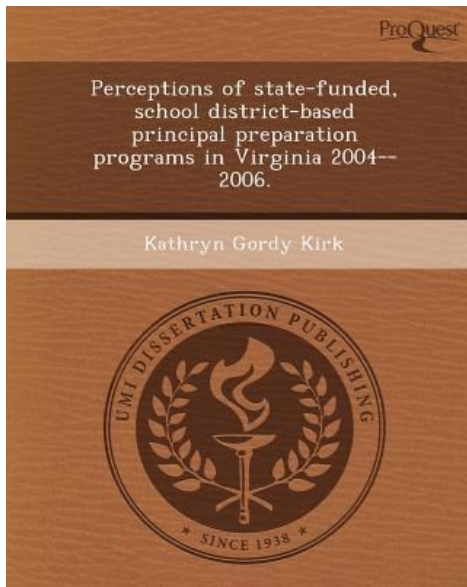 ProQuest
Perceptions of state-funded,
school district-based
principal preparation
programs in Virginia 2004--
2006.
Kathryn Gordy Kirk
UMI DISSERTATION PUBLISHING
* SINCE 1938 *